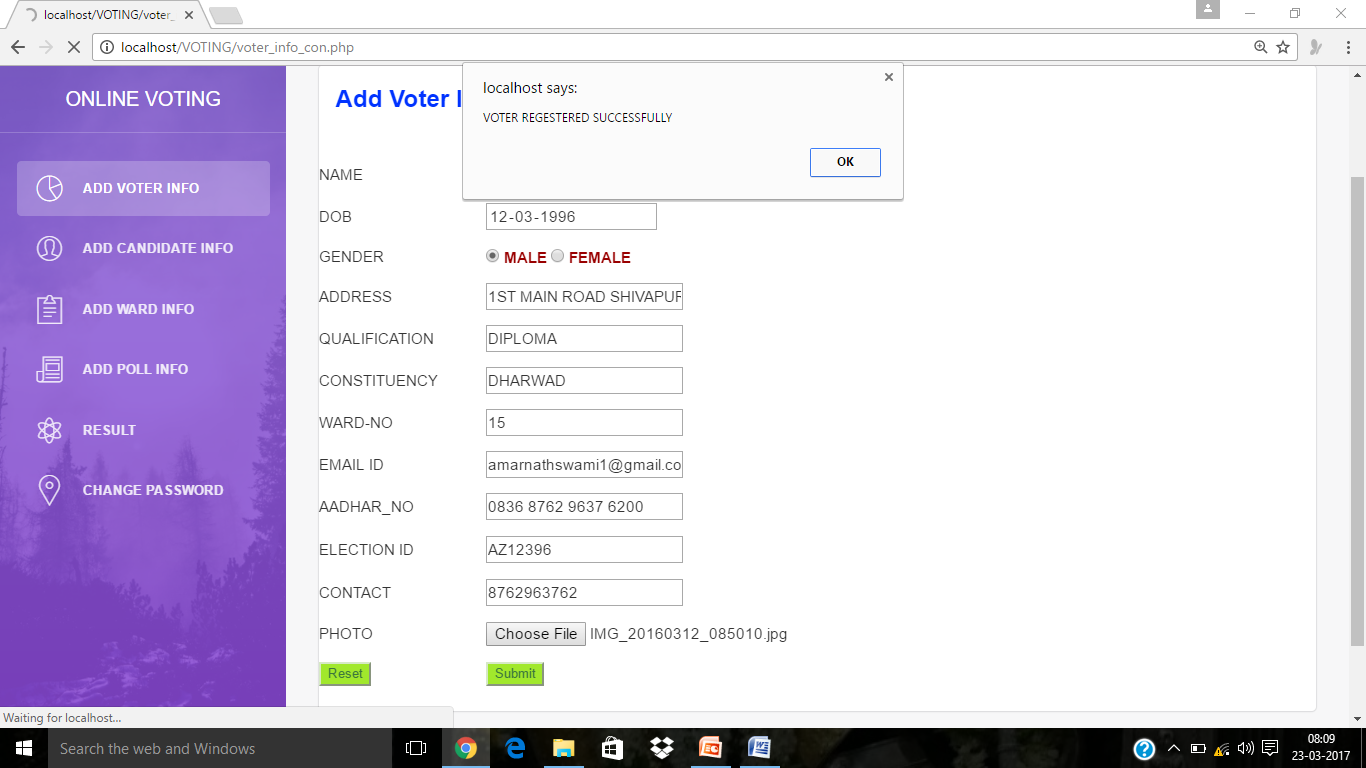 localhost/VOTING/voter_
localhost/VOTING/voter_info_con.php
ONLINE VOTING
ADD VOTER INFO
ADD CANDIDATE INFO
ADD WARD INFO
ADD POLL INFO
RESULT
CHANGE PASSWORD
Add Voter I
localhost says:
VOTER REGESTERED SUCCESSFULLY
OK
NAME
DOB 12-03-1996
GENDER MALE FEMALE
ADDRESS 1ST MAIN ROAD SHIVAPUR
QUALIFICATION DIPLOMA
CONSTITUENCY DHARWAD
WARD-NO 15
EMAIL ID amarnathswami1@gmail.co
AADHAR_NO 0836 8762 9637 6200
ELECTION ID AZ12396
CONTACT 8762963762
PHOTO Choose File IMG_20160312_085010.jpg
Reset Submit
Waiting for localhost...
Search the web and Windows
08:09
23-03-2017